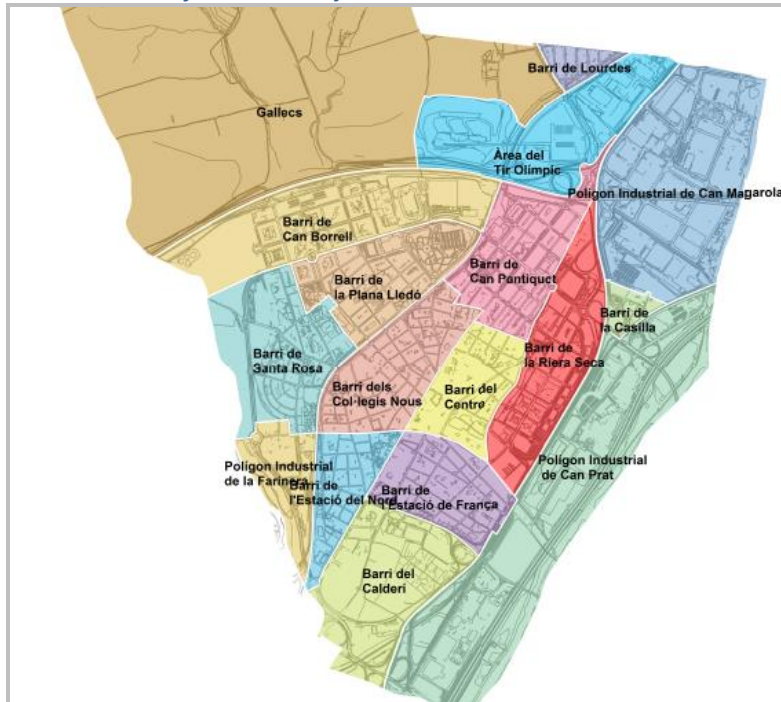 Barri de Lourdes
Gallecs
Àrea del
Tir Olímpic
Polígon Industrial de Can Magarola
Barri de
Can Borrell
Barri de
Can Pantiquet
Barri de
la Plana Lledó
Barri de
la Casilla
Barri de
la Riera Seca
Barri de
Santa Rosa
Barri dels
Col·legis Nous
Barri del
Centre
Polígon Industrial
de Can Prat
Polígon Industrial
de la Farinera
Barri de
l'Estació del Nord
Barri de
l'Estació de França
Barri del
Calderí